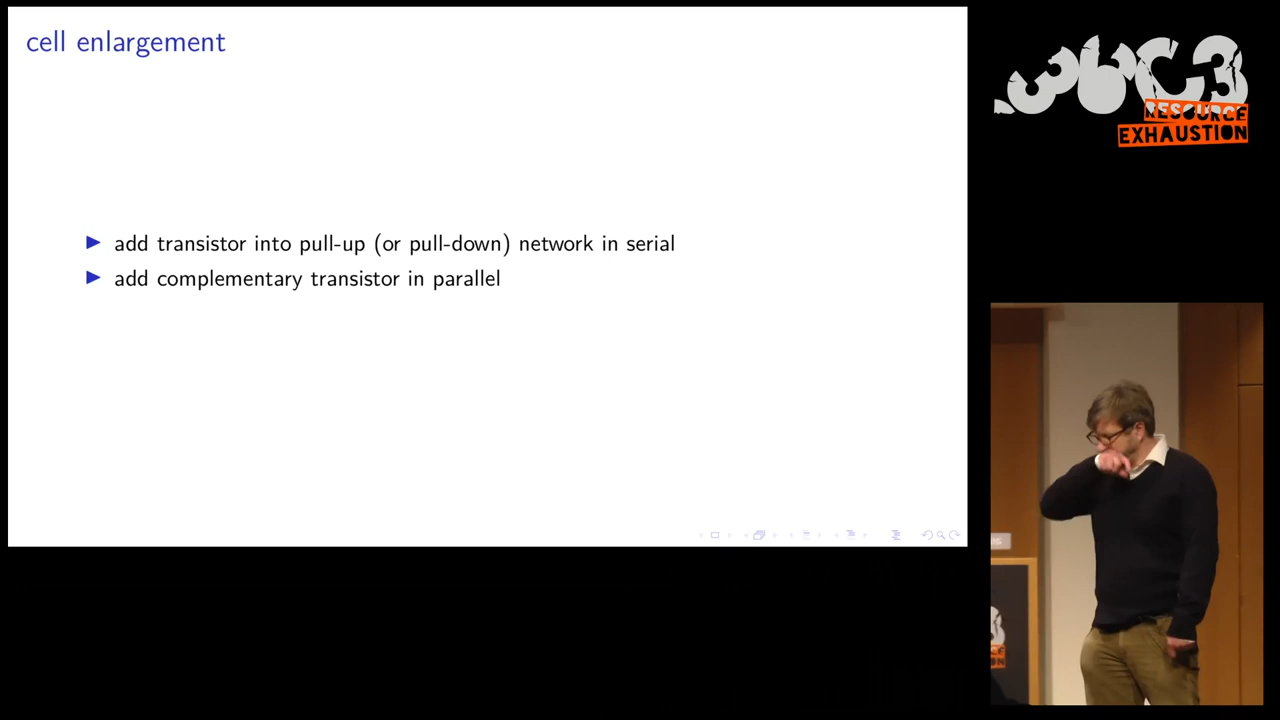 cell enlargement
add transistor into pull-up (or pull-down) network in serial
add complementary transistor in parallel
36C3
RESOURCE
EXHAUSTION